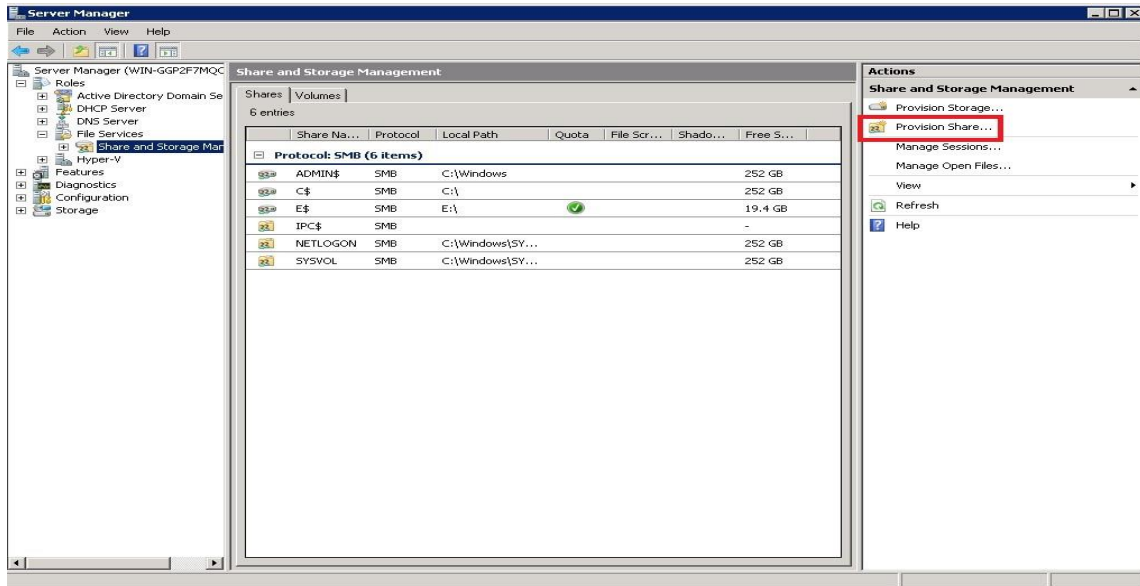 Server Manager
File Action View Help
Server Manager (WIN-GGP2F7MQC
Roles
Active Directory Domain Se
DHCP Server
DNS Server
File Services
Share and Storage Man
Hyper-V
Features
Diagnostics
Configuration
Storage
Share and Storage Management
Shares Volumes
6 entries
Share Na... Protocol Local Path Quota File Scr... Shado... Free S...
Protocol: SMB (6 items)
ADMIN$ SMB C:\Windows 252 GB
C$ SMB C:\ 252 GB
E$ SMB E:\ 19.4 GB
IPC$ SMB -
NETLOGON SMB C:\Windows\SY... 252 GB
SYSVOL SMB C:\Windows\SY... 252 GB
Actions
Share and Storage Management
Provision Storage...
Provision Share...
Manage Sessions...
Manage Open Files...
View
Refresh
Help